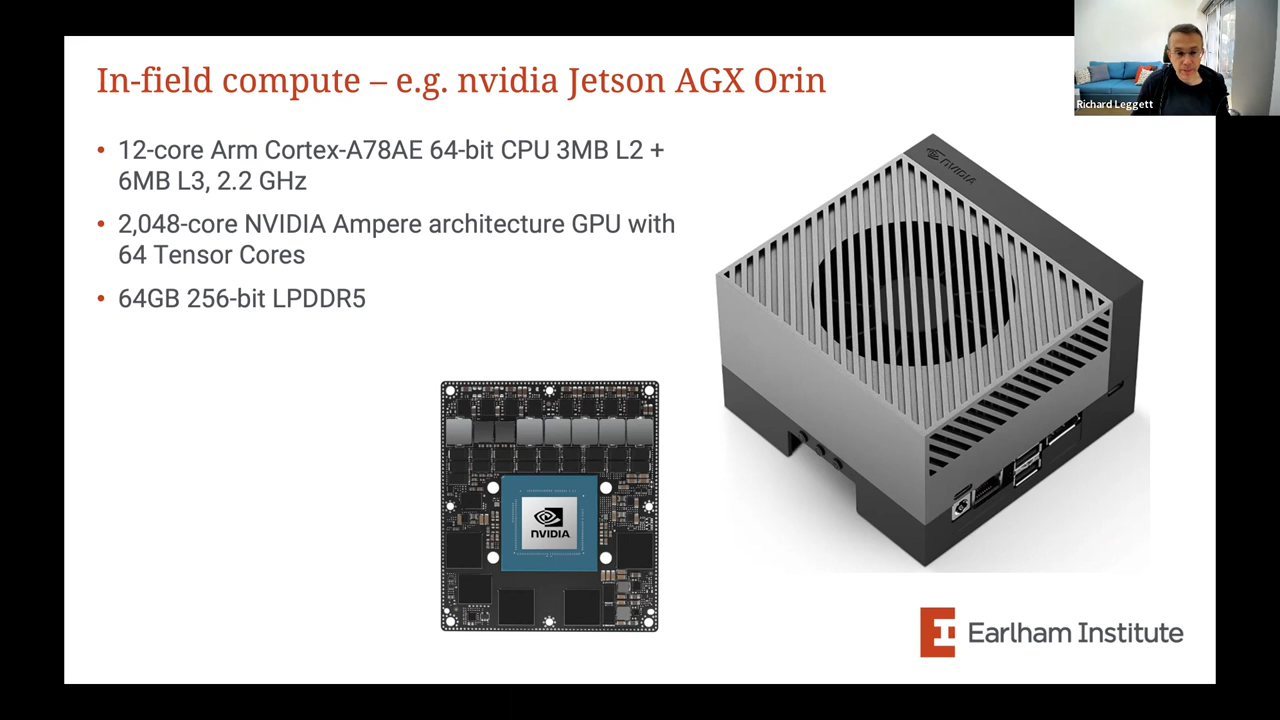 In-field compute – e.g. nvidia Jetson AGX Orin
• 12-core Arm Cortex-A78AE 64-bit CPU 3MB L2 +
6MB L3, 2.2 GHz
• 2,048-core NVIDIA Ampere architecture GPU with
64 Tensor Cores
• 64GB 256-bit LPDDR5
Richard Leggett
NVIDIA
NVIDIA
Earlham Institute